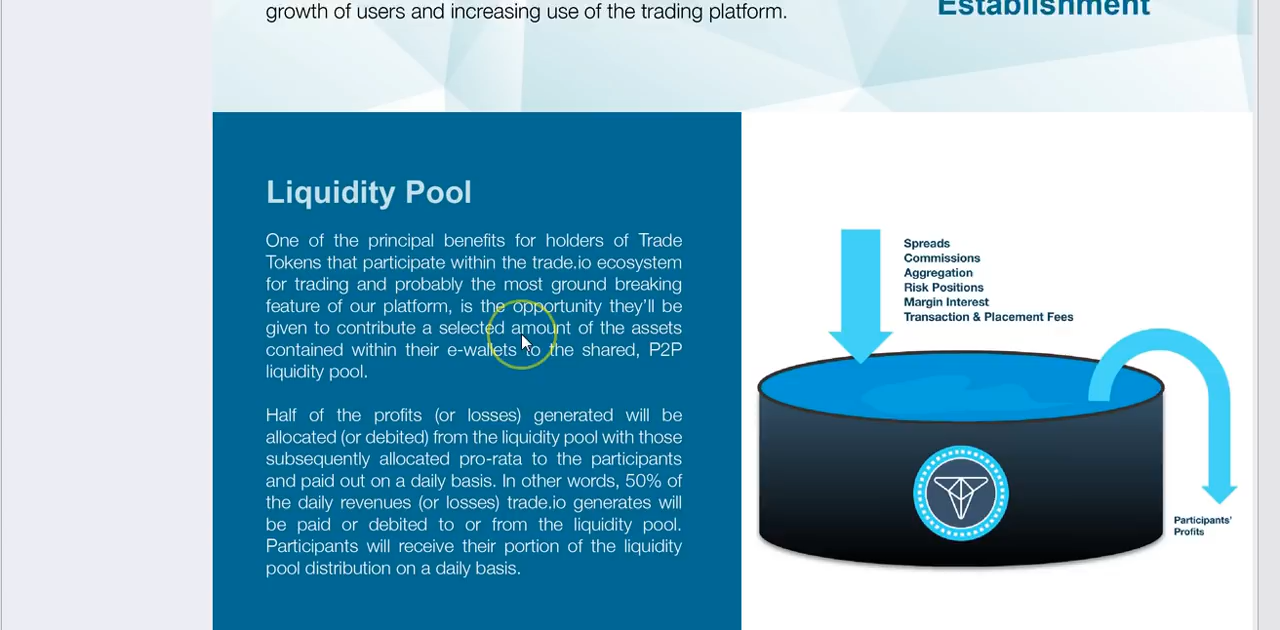 growth of users and increasing use of the trading platform.
Establishment
Liquidity Pool
One of the principal benefits for holders of Trade
Tokens that participate within the trade.io ecosystem
for trading and probably the most ground breaking
feature of our platform, is the opportunity they'll be
given to contribute a selected amount of the assets
contained within their e-wallets to the shared, P2P
liquidity pool.
Half of the profits (or losses) generated will be
allocated (or debited) from the liquidity pool with those
subsequently allocated pro-rata to the participants
and paid out on a daily basis. In other words, 50% of
the daily revenues (or losses) trade.io generates will
be paid or debited to or from the liquidity pool.
Participants will receive their portion of the liquidity
pool distribution on a daily basis.
Spreads
Commissions
Aggregation
Risk Positions
Margin Interest
Transaction & Placement Fees
Participants'
Profits